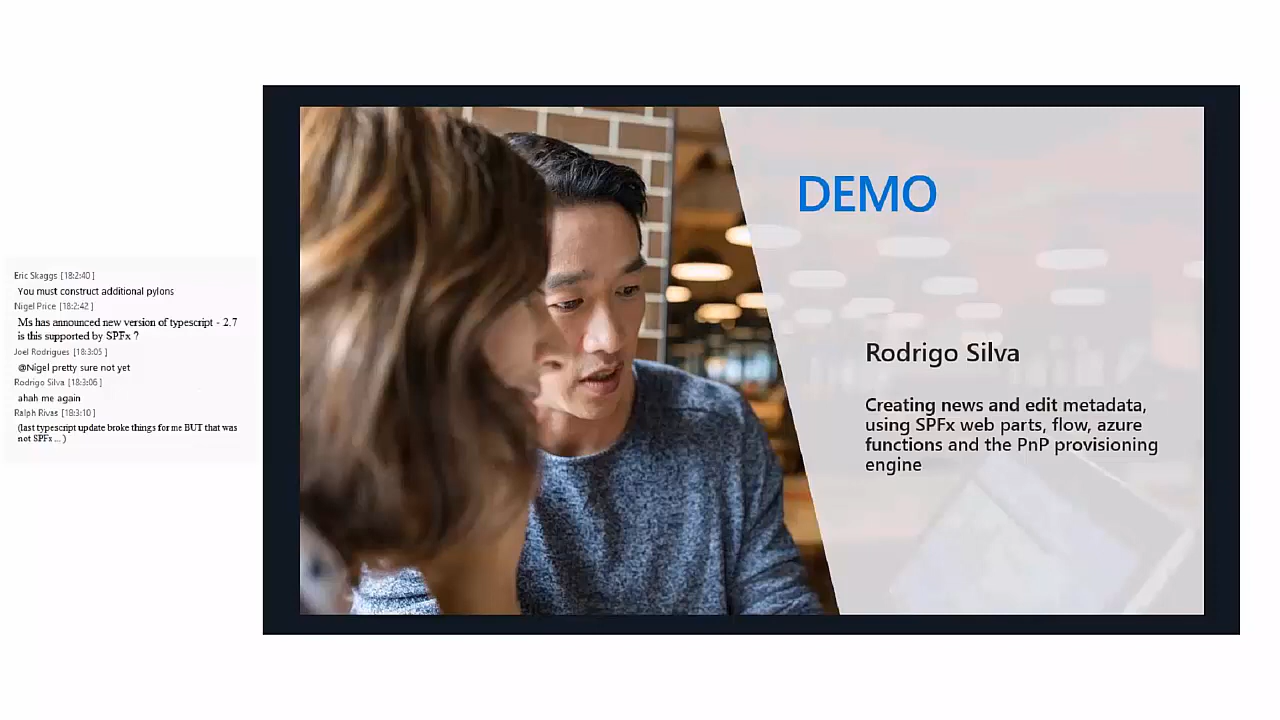 Eric Skaggs [18:2:40 ]
You must construct additional pylons
Nigel Price [18:2:42 ]
Ms has announced new version of typescript - 2.7
is this supported by SPFx ?
Joel Rodrigues [18:3:05 ]
@Nigel pretty sure not yet
Rodrigo Silva [18:3:06 ]
ahah me again
Ralph Rivas [18:3:10 ]
(last typescript update broke things for me BUT that was
not SPFx ... )
DEMO
Rodrigo Silva
Creating news and edit metadata,
using SPFx web parts, flow, azure
functions and the PnP provisioning
engine